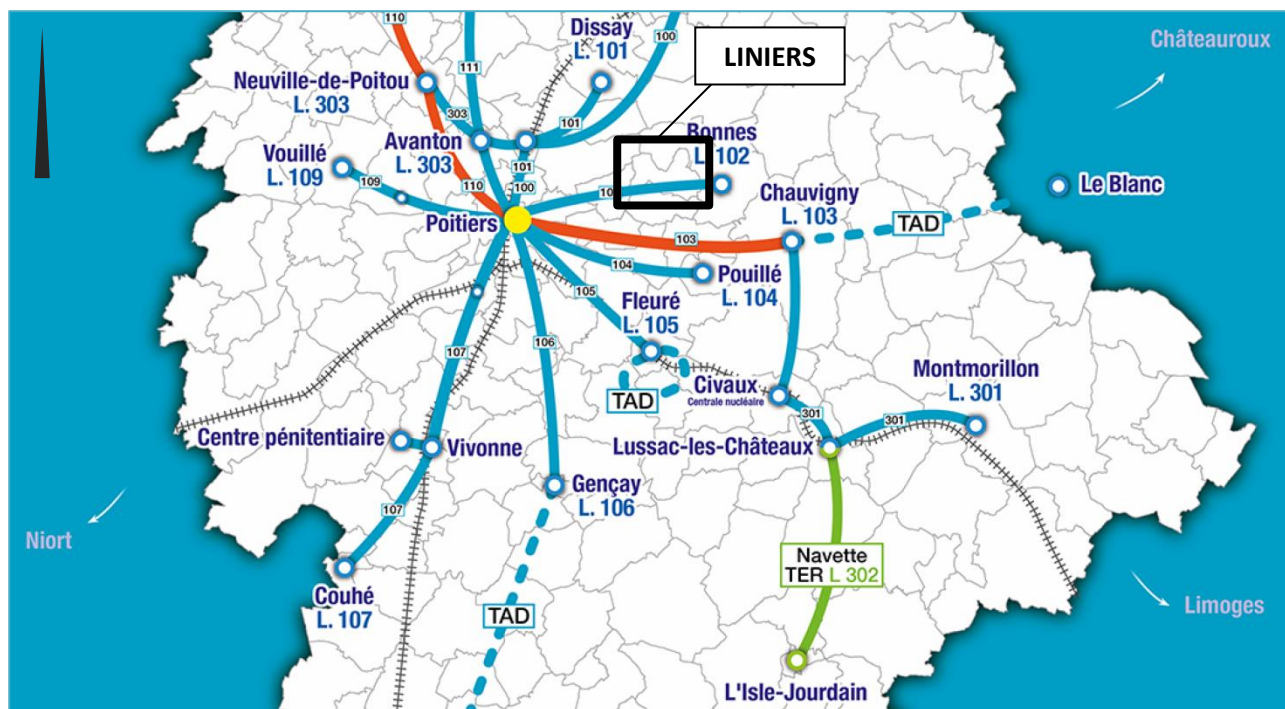 110
Dissay
L. 101
100
LINIERS
Châteauroux
111
Neuville-de-Poitou
L. 303
303
101
Bonnes
L. 102
Avanton
L. 303
Vouillé
L. 109
109
110
101
100
10
Chauvigny
L. 103
Le Blanc
Poitiers
103
TAD
104
Pouillé
L. 104
105
Fleuré
L. 105
106
107
TAD
Civaux
Centrale nucléaire
Montmorillon
L. 301
301
301
Centre pénitentiaire
Vivonne
Lussac-les-Châteaux
Gençay
L. 106
107
Niort
Navette
TER L 302
Couhé
L. 107
TAD
Limoges
L'Isle-Jourdain